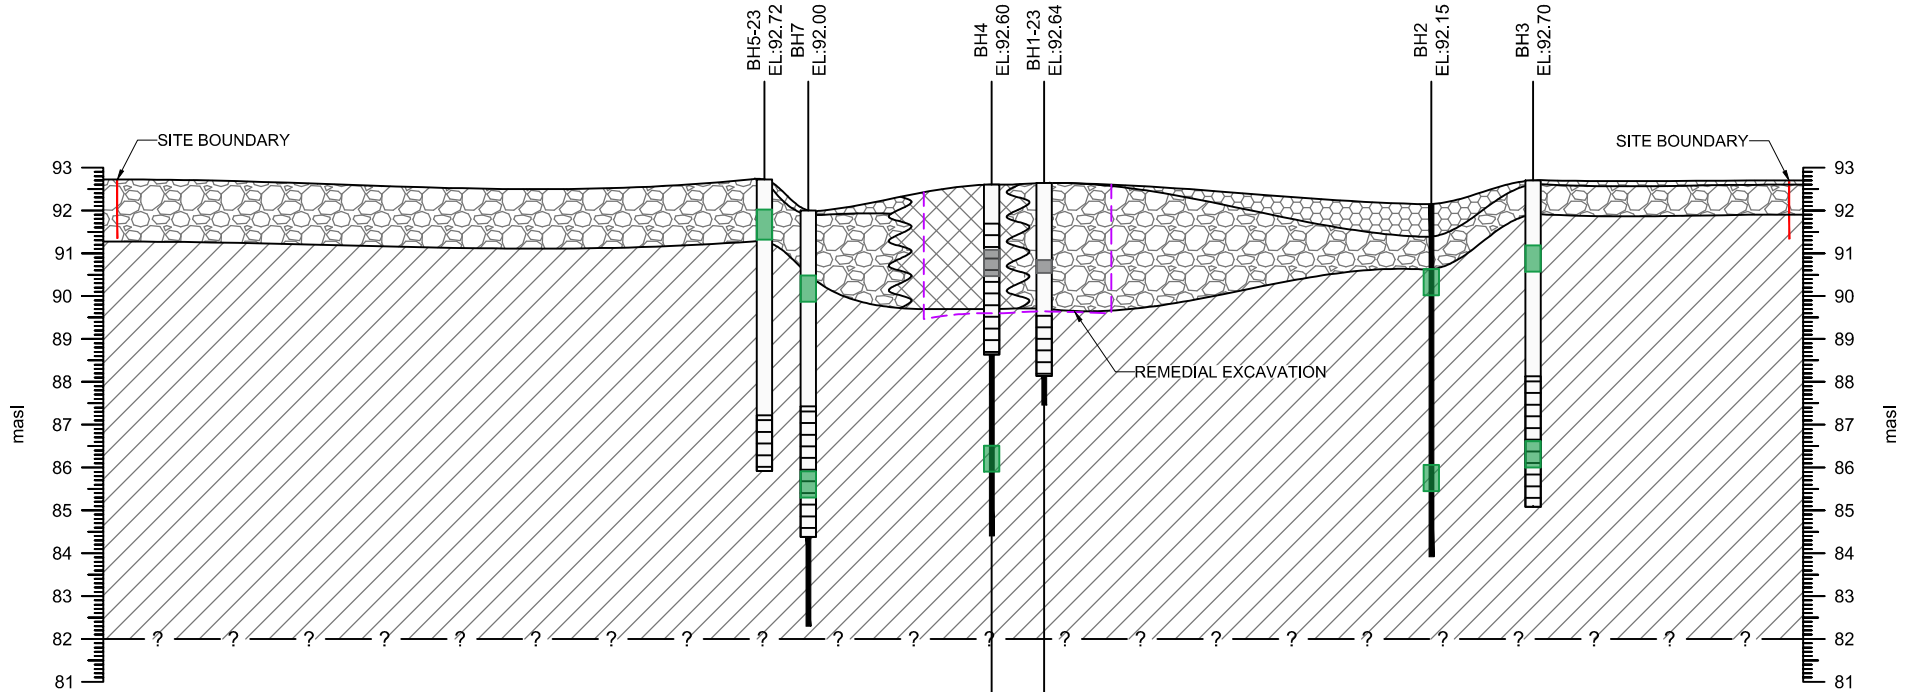 BH5-23
EL:92.72
BH7
EL:92.00
BH4
EL:92.60
BH1-23
EL:92.64
BH2
EL:92.15
BH3
EL:92.70
SITE BOUNDARY
SITE BOUNDARY
93
92
91
90
89
88
87
86
85
84
83
82
81
masl
REMEDIAL EXCAVATION
? ? ? ? ? ? ? ? ? ? ? ? ? ? ? ? ? ? ? ? ? ?
93
92
91
90
89
88
87
86
85
84
83
82
81
masl